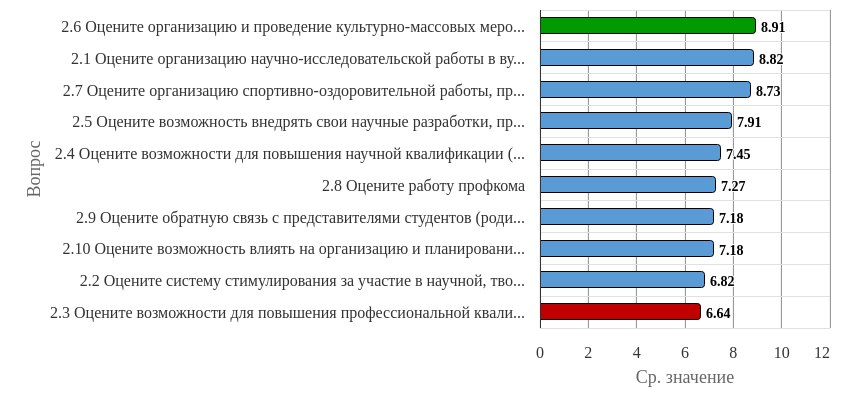 2.6 Оцените организацию и проведение культурно-массовых меро... 8.91
2.1 Оцените организацию научно-исследовательской работы в ву... 8.82
2.7 Оцените организацию спортивно-оздоровительной работы, пр... 8.73
2.5 Оцените возможность внедрять свои научные разработки, пр... 7.91
2.4 Оцените возможности для повышения научной квалификации (... 7.45
2.8 Оцените работу профкома 7.27
2.9 Оцените обратную связь с представителями студентов (роди... 7.18
2.10 Оцените возможность влиять на организацию и планировани... 7.18
2.2 Оцените систему стимулирования за участие в научной, тво... 6.82
2.3 Оцените возможности для повышения профессиональной квали... 6.64
Вопрос
0 2 4 6 8 10 12
Ср. значение